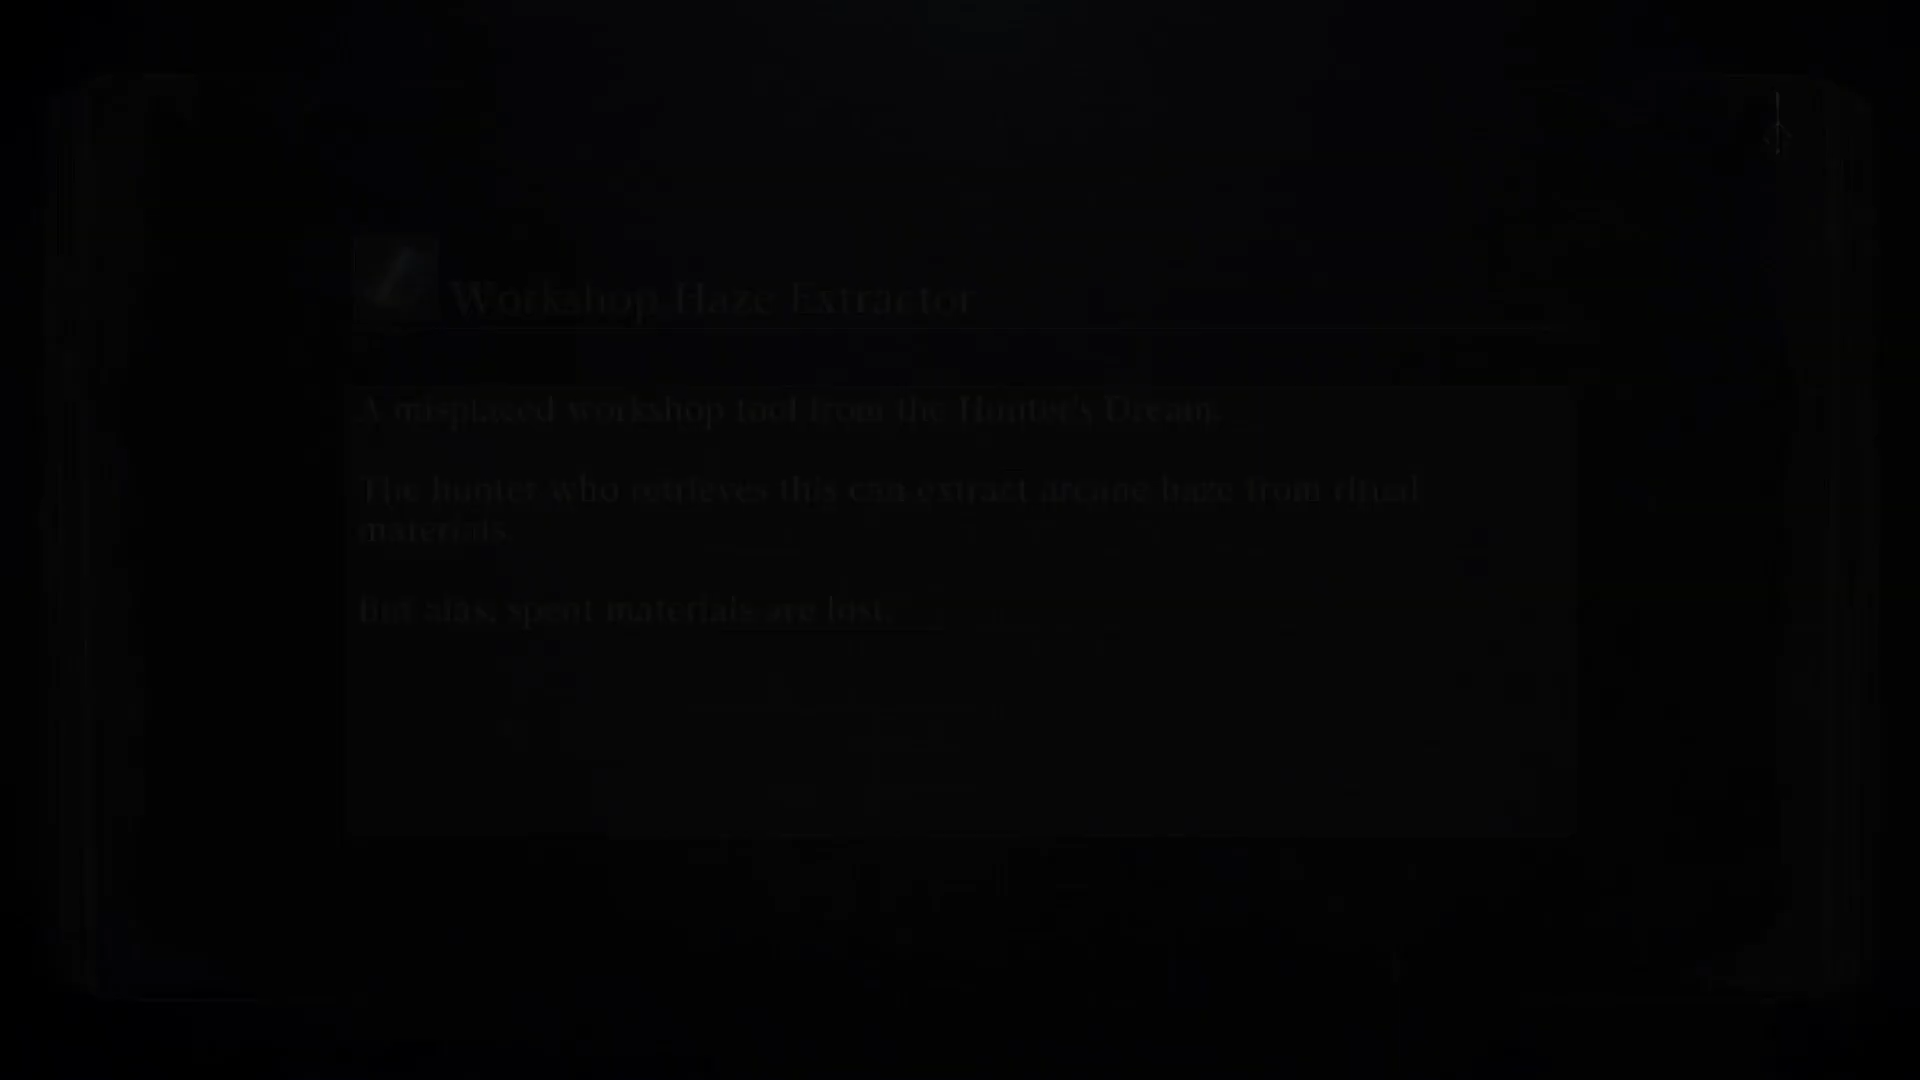 Workshop Haze Extractor
A misplaced workshop tool from the Hunter's Dream.
The hunter who retrieves this can extract arcane haze from ritual
materials.
But alas, spent materials are lost.